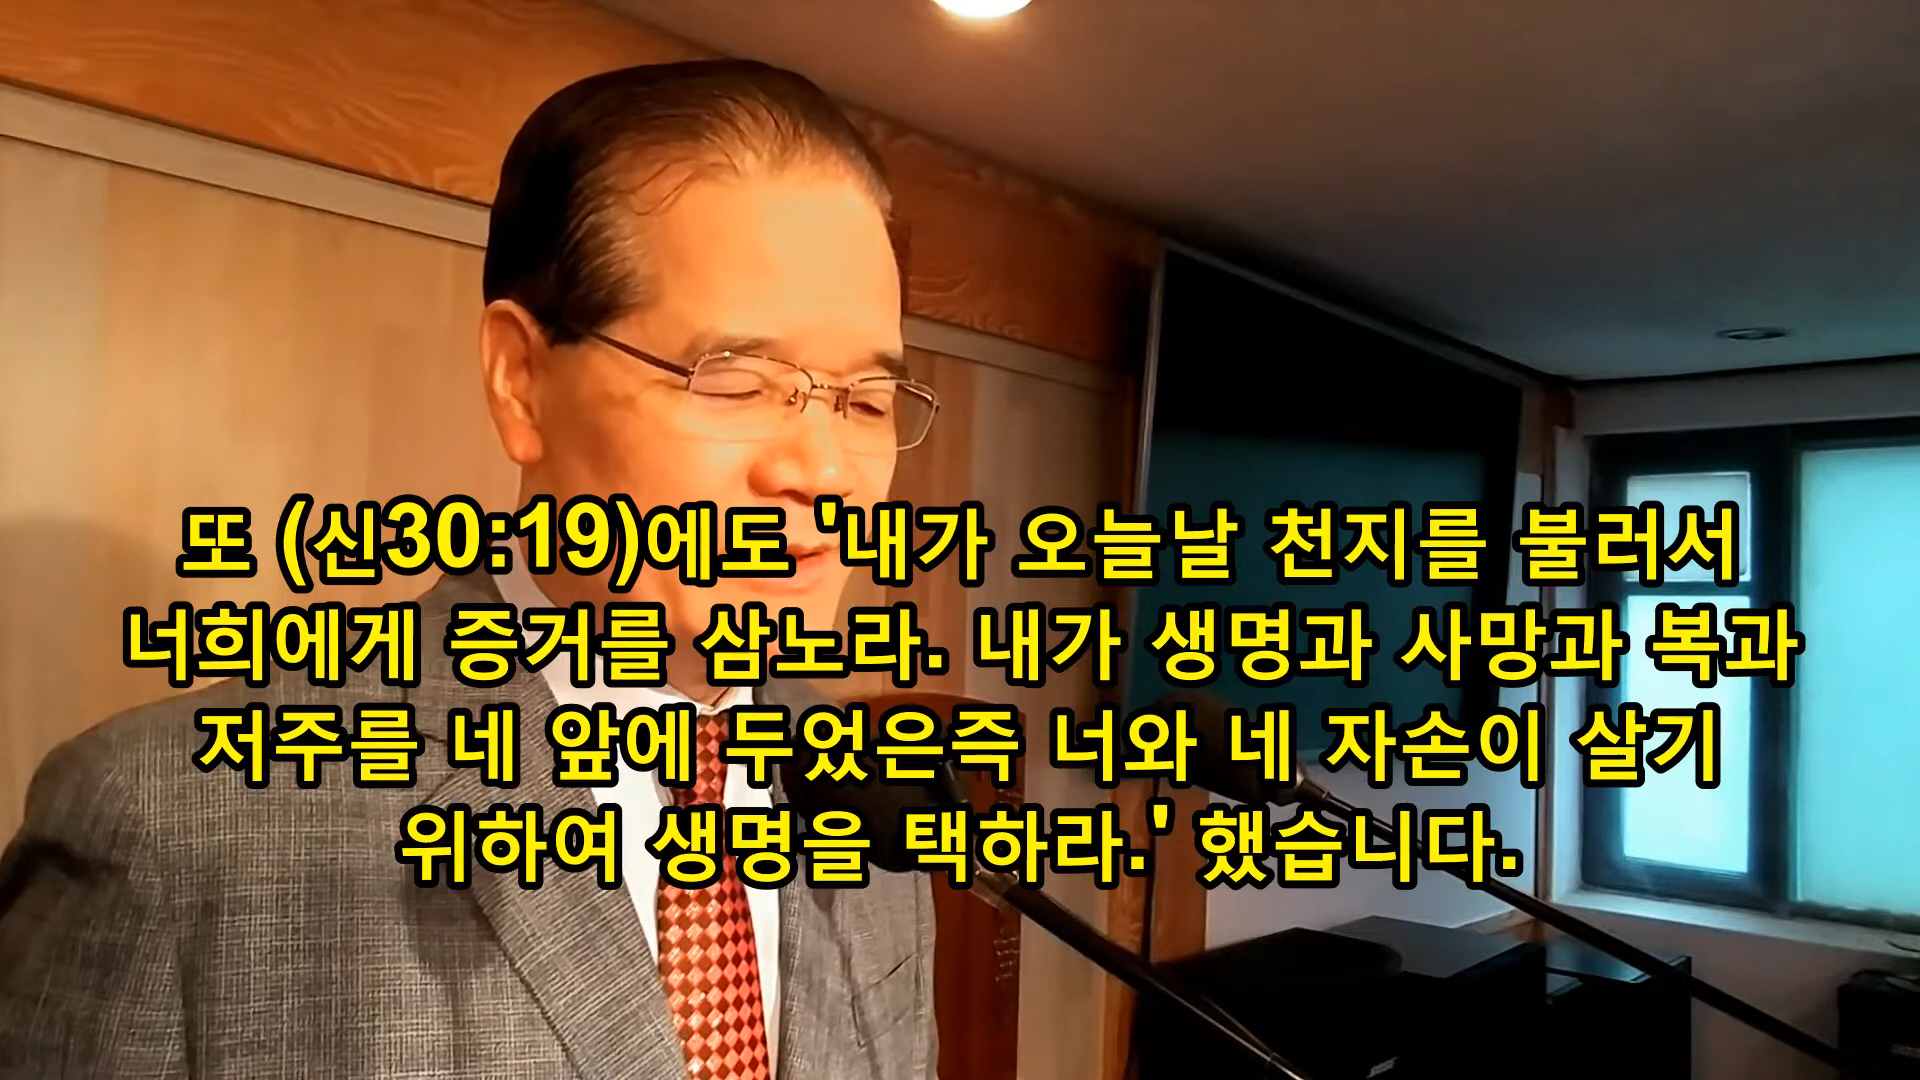 또 (신30:19)에도 '내가 오늘날 천지를 불러서
너희에게 증거를 삼노라. 내가 생명과 사망과 복과
저주를 네 앞에 두었은즉 너와 네 자손이 살기
위하여 생명을 택하라.' 했습니다.